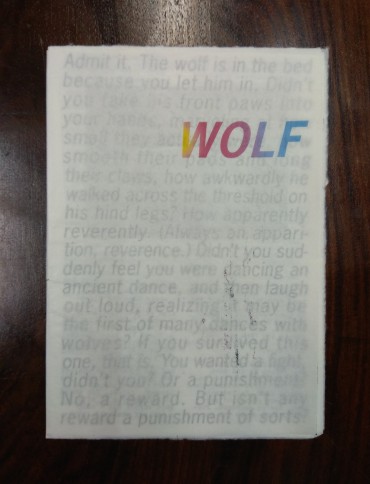 Admit it. The wolf is in the bed
because you let him in. Didn't
you take his front paws into
your hands,
small they
WOLF
smooth their pads and long
their claws, how awkwardly he
walked across the threshold on
his hind legs? How apparently
reverently. (Always an appari-
tion, reverence.) Didn't you sud-
denly feel you were dancing an
ancient dance, and then laugh
out loud, realizing it may be
the first of many dances with
wolves? If you survived this
one, that is. You wanted a fight,
didn't you? Or a punishment?
No, a reward. But isn't any
reward a punishment of sorts?